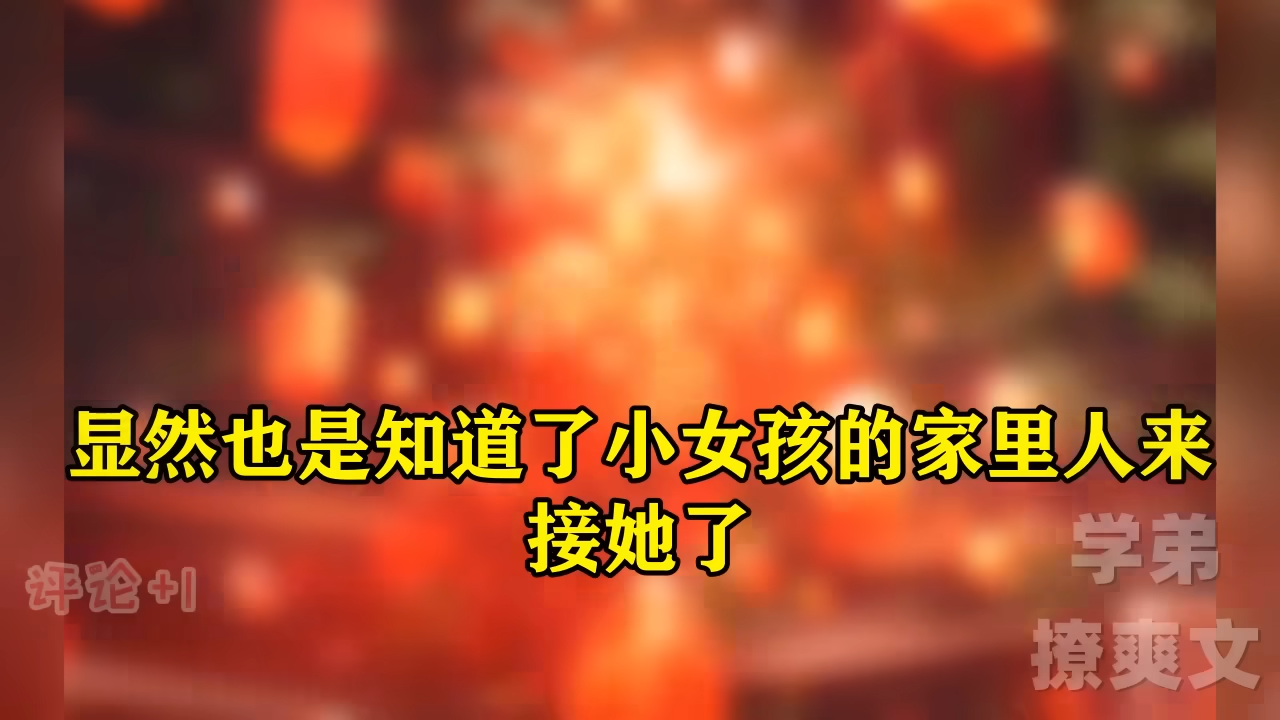 显然也是知道了小女孩的家里人来
接她了
学弟
评论+1
撩爽文